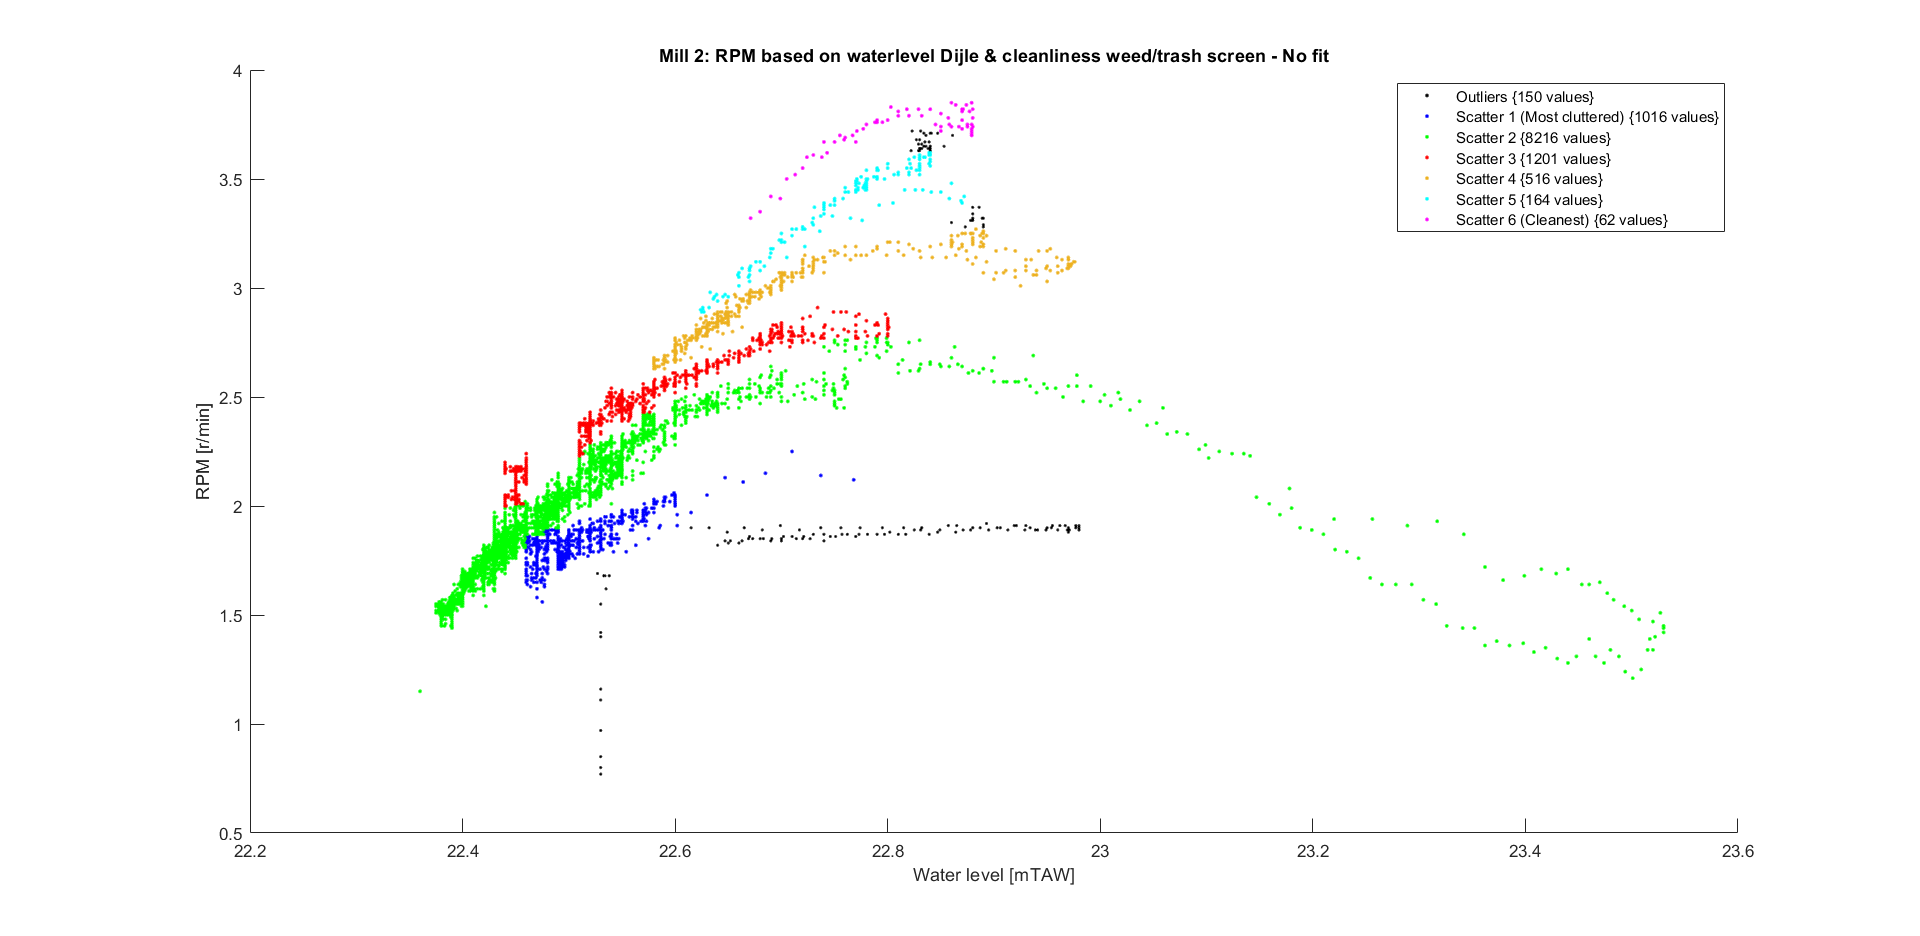 Mill 2: RPM based on waterlevel Dijle & cleanliness weed/trash screen - No fit
4
3.5
3
2.5
2
1.5
1
0.5
RPM [r/min]
Outliers {150 values}
Scatter 1 (Most cluttered) {1016 values}
Scatter 2 {8216 values}
Scatter 3 {1201 values}
Scatter 4 {516 values}
Scatter 5 {164 values}
Scatter 6 (Cleanest) {62 values}
22.2 22.4 22.6 22.8 23 23.2 23.4 23.6
Water level [mTAW]